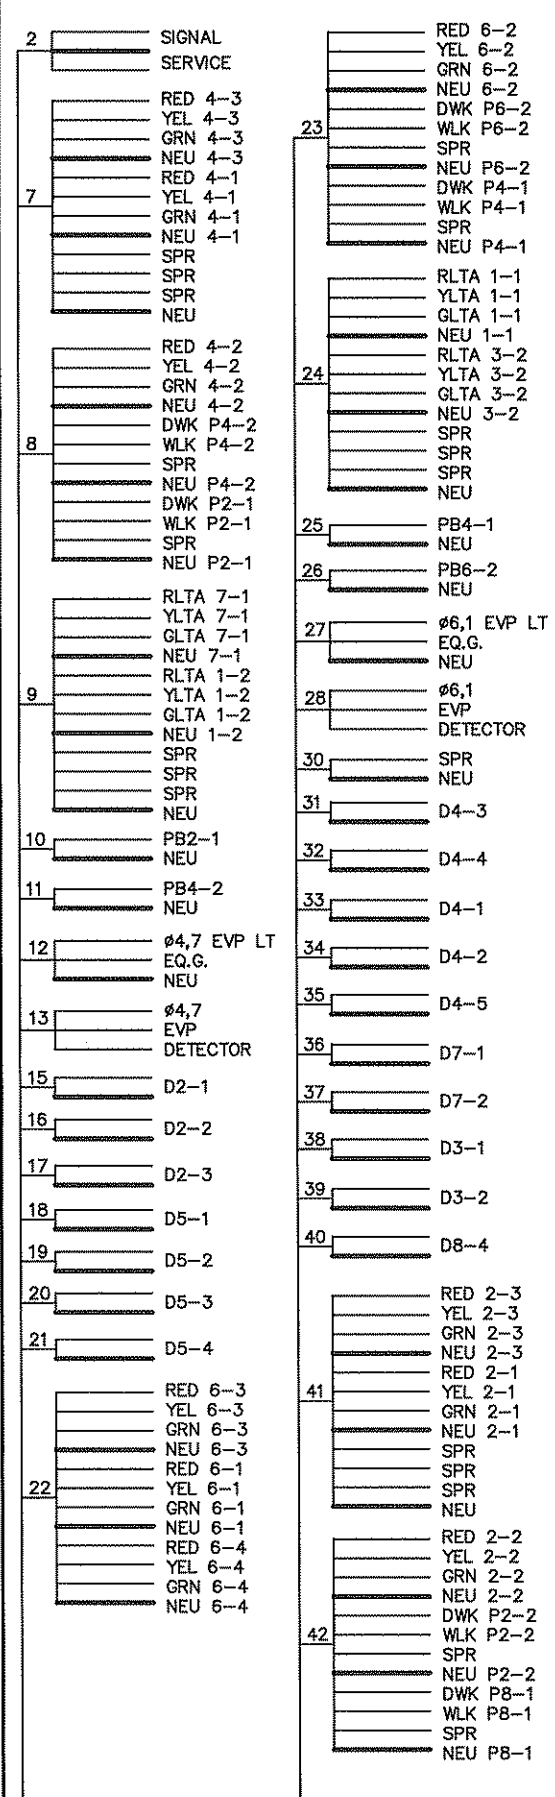 2
SIGNAL
SERVICE
7
RED 4-3
YEL 4-3
GRN 4-3
NEU 4-3
RED 4-1
YEL 4-1
GRN 4-1
NEU 4-1
SPR
SPR
SPR
NEU
8
RED 4-2
YEL 4-2
GRN 4-2
NEU 4-2
DWK P4-2
WLK P4-2
SPR
NEU P4-2
DWK P2-1
WLK P2-1
SPR
NEU P2-1
9
RLTA 7-1
YLTA 7-1
GLTA 7-1
NEU 7-1
RLTA 1-2
YLTA 1-2
GLTA 1-2
NEU 1-2
SPR
SPR
SPR
NEU
10
PB2-1
NEU
11
PB4-2
NEU
12
ø4,7 EVP LT
EQ.G.
NEU
13
ø4,7
EVP
DETECTOR
15
D2-1
16
D2-2
17
D2-3
18
D5-1
19
D5-2
20
D5-3
21
D5-4
22
RED 6-3
YEL 6-3
GRN 6-3
NEU 6-3
RED 6-1
YEL 6-1
GRN 6-1
NEU 6-1
RED 6-4
YEL 6-4
GRN 6-4
NEU 6-4
23
RED 6-2
YEL 6-2
GRN 6-2
NEU 6-2
DWK P6-2
WLK P6-2
SPR
NEU P6-2
DWK P4-1
WLK P4-1
SPR
NEU P4-1
24
RLTA 1-1
YLTA 1-1
GLTA 1-1
NEU 1-1
RLTA 3-2
YLTA 3-2
GLTA 3-2
NEU 3-2
SPR
SPR
SPR
NEU
25
PB4-1
NEU
26
PB6-2
NEU
27
ø6,1 EVP LT
EQ.G.
NEU
28
ø6,1
EVP
DETECTOR
30
SPR
NEU
31
D4-3
32
D4-4
33
D4-1
34
D4-2
35
D4-5
36
D7-1
37
D7-2
38
D3-1
39
D3-2
40
D8-4
41
RED 2-3
YEL 2-3
GRN 2-3
NEU 2-3
RED 2-1
YEL 2-1
GRN 2-1
NEU 2-1
SPR
SPR
SPR
NEU
42
RED 2-2
YEL 2-2
GRN 2-2
NEU 2-2
DWK P2-2
WLK P2-2
SPR
NEU P2-2
DWK P8-1
WLK P8-1
SPR
NEU P8-1